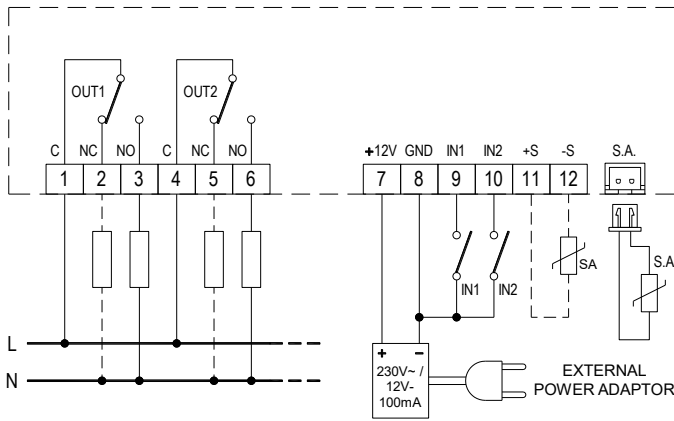 OUT1 OUT2
C NC NO C NC NO +12V GND IN1 IN2 +S -S S.A.
1 2 3 4 5 6 7 8 9 10 11 12
SA
S.A.
IN1 IN2
L
N
+ -
230V~ /
12V-
100mA
EXTERNAL
POWER ADAPTOR